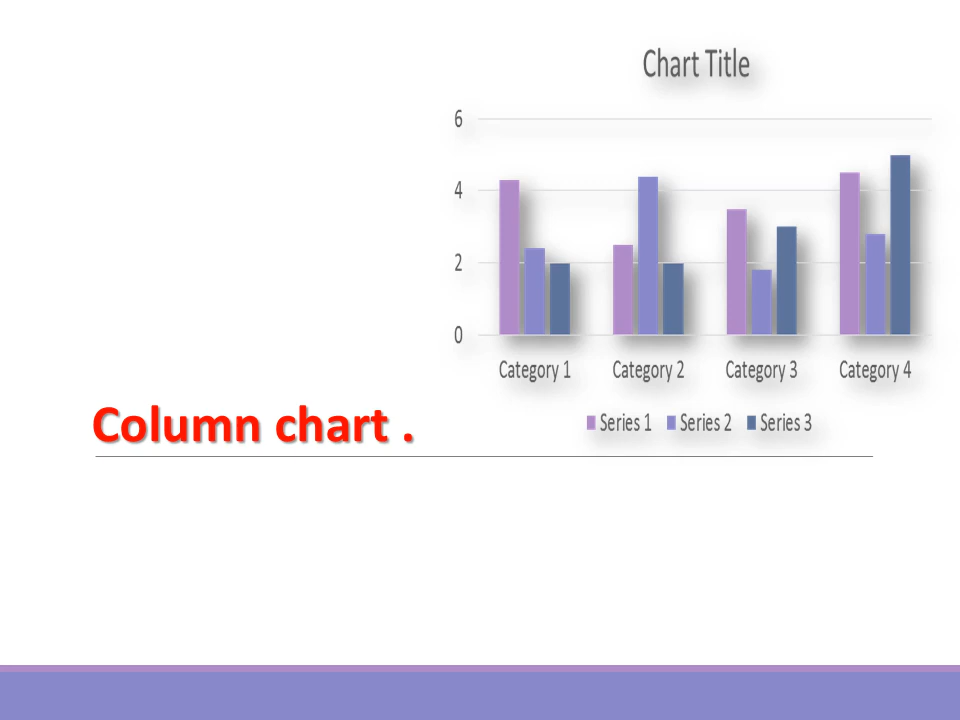 Chart Title
6
4
2
0
Category 1 Category 2 Category 3 Category 4
Series 1 Series 2 Series 3
Column chart .